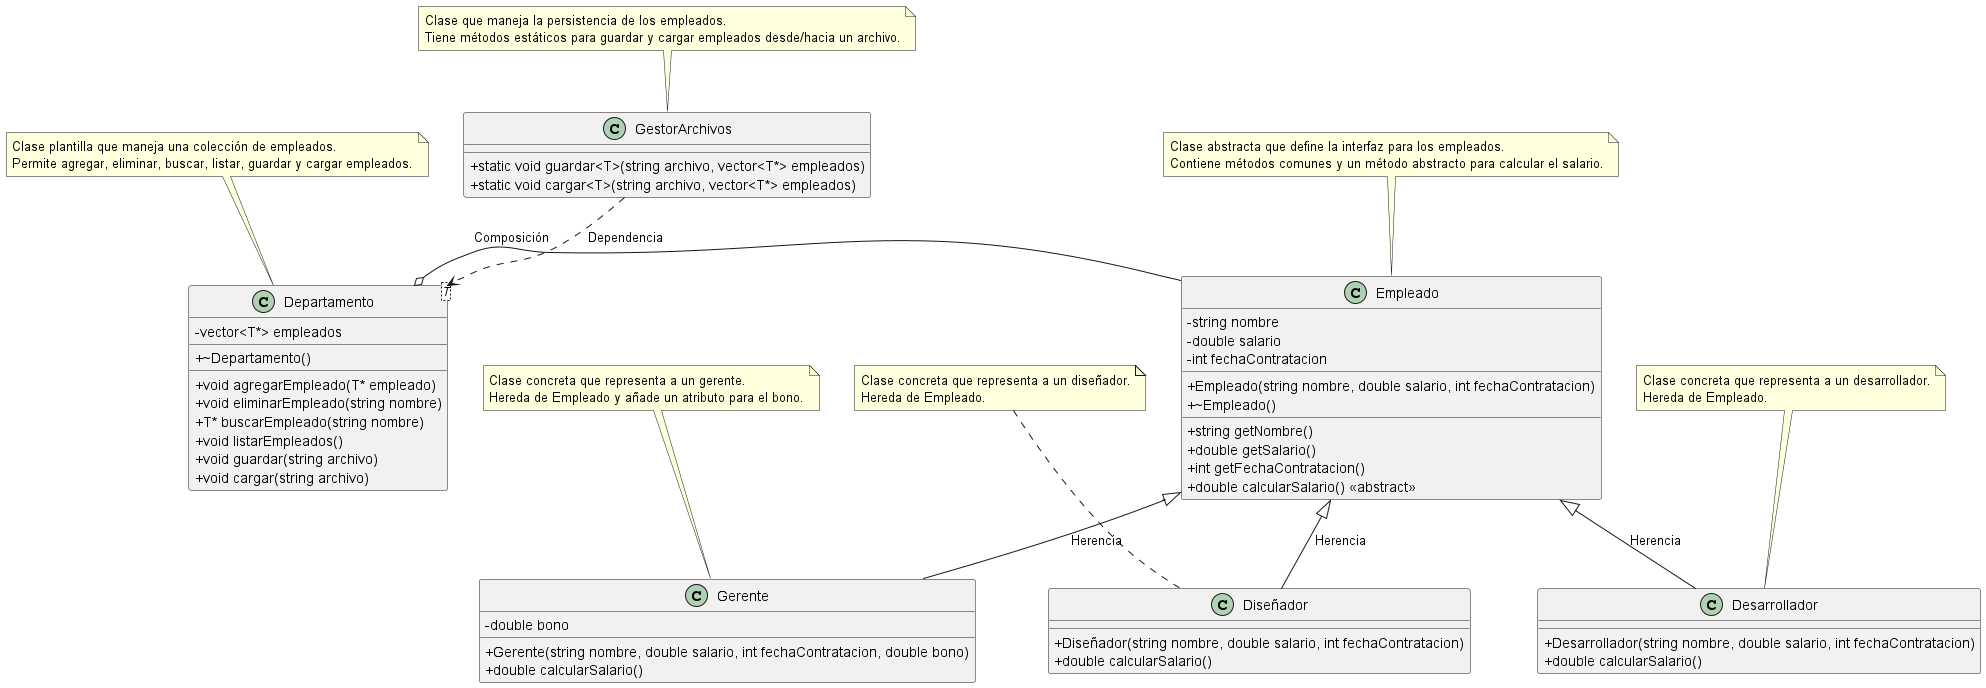 Clase que maneja la persistencia de los empleados.
Tiene métodos estáticos para guardar y cargar empleados desde/hacia un archivo.
Clase plantilla que maneja una colección de empleados.
Permite agregar, eliminar, buscar, listar, guardar y cargar empleados.
C GestorArchivos
+static void guardar<T>(string archivo, vector<T*> empleados)
+static void cargar<T>(string archivo, vector<T*> empleados)
Clase abstracta que define la interfaz para los empleados.
Contiene métodos comunes y un método abstracto para calcular el salario.
Composición
Dependencia
C Departamento
T
-vector<T*> empleados
+~Departamento()
+void agregarEmpleado(T* empleado)
+void eliminarEmpleado(string nombre)
+T* buscarEmpleado(string nombre)
+void listarEmpleados()
+void guardar(string archivo)
+void cargar(string archivo)
C Empleado
-string nombre
-double salario
-int fechaContratacion
+Empleado(string nombre, double salario, int fechaContratacion)
+~Empleado()
+string getNombre()
+double getSalario()
+int getFechaContratacion()
+double calcularSalario() «abstract»
Clase concreta que representa a un gerente.
Hereda de Empleado y añade un atributo para el bono.
Clase concreta que representa a un diseñador.
Hereda de Empleado.
Clase concreta que representa a un desarrollador.
Hereda de Empleado.
Herencia
Herencia
Herencia
C Gerente
-double bono
+Gerente(string nombre, double salario, int fechaContratacion, double bono)
+double calcularSalario()
C Diseñador
+Diseñador(string nombre, double salario, int fechaContratacion)
+double calcularSalario()
C Desarrollador
+Desarrollador(string nombre, double salario, int fechaContratacion)
+double calcularSalario()